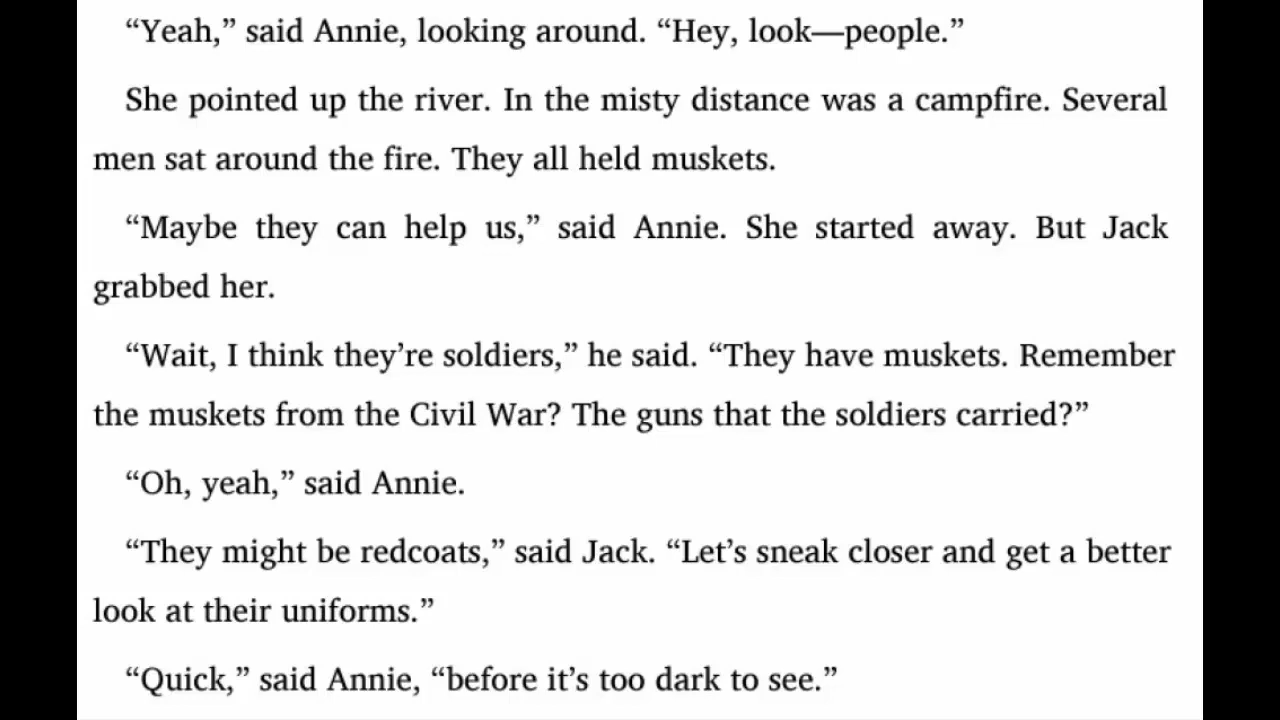 “Yeah,” said Annie, looking around. “Hey, look—people.”
She pointed up the river. In the misty distance was a campfire. Several
men sat around the fire. They all held muskets.
“Maybe they can help us,” said Annie. She started away. But Jack
grabbed her.
“Wait, I think they’re soldiers,” he said. “They have muskets. Remember
the muskets from the Civil War? The guns that the soldiers carried?”
“Oh, yeah,” said Annie.
“They might be redcoats,” said Jack. “Let’s sneak closer and get a better
look at their uniforms.”
“Quick,” said Annie, “before it’s too dark to see.”